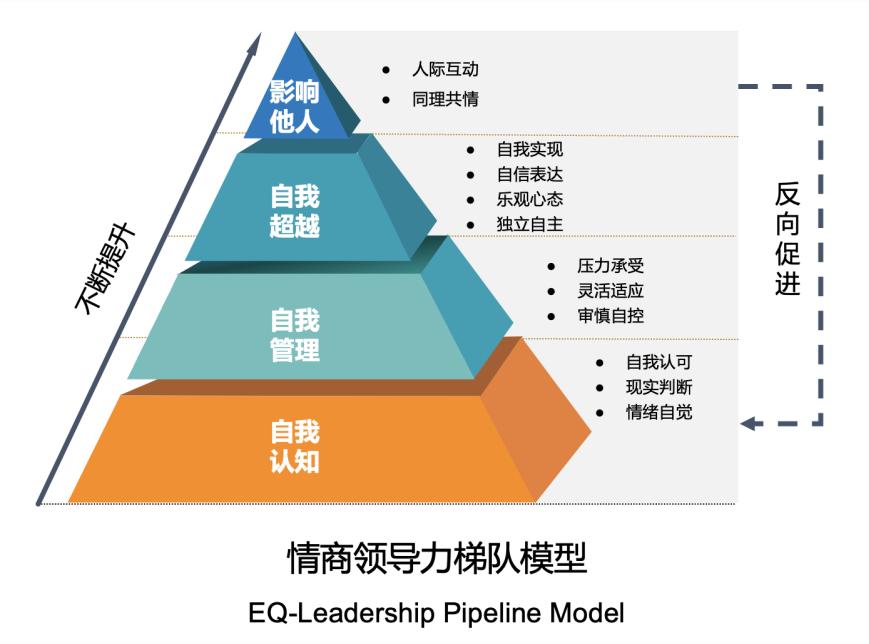 影响
他人
人际互动
同理共情
自我
超越
自我实现
自信表达
乐观心态
独立自主
自我
管理
压力承受
灵活适应
审慎自控
自我
认知
自我认可
现实判断
情绪自觉
不断提升
反向促进
情商领导力梯队模型
EQ-Leadership Pipeline Model